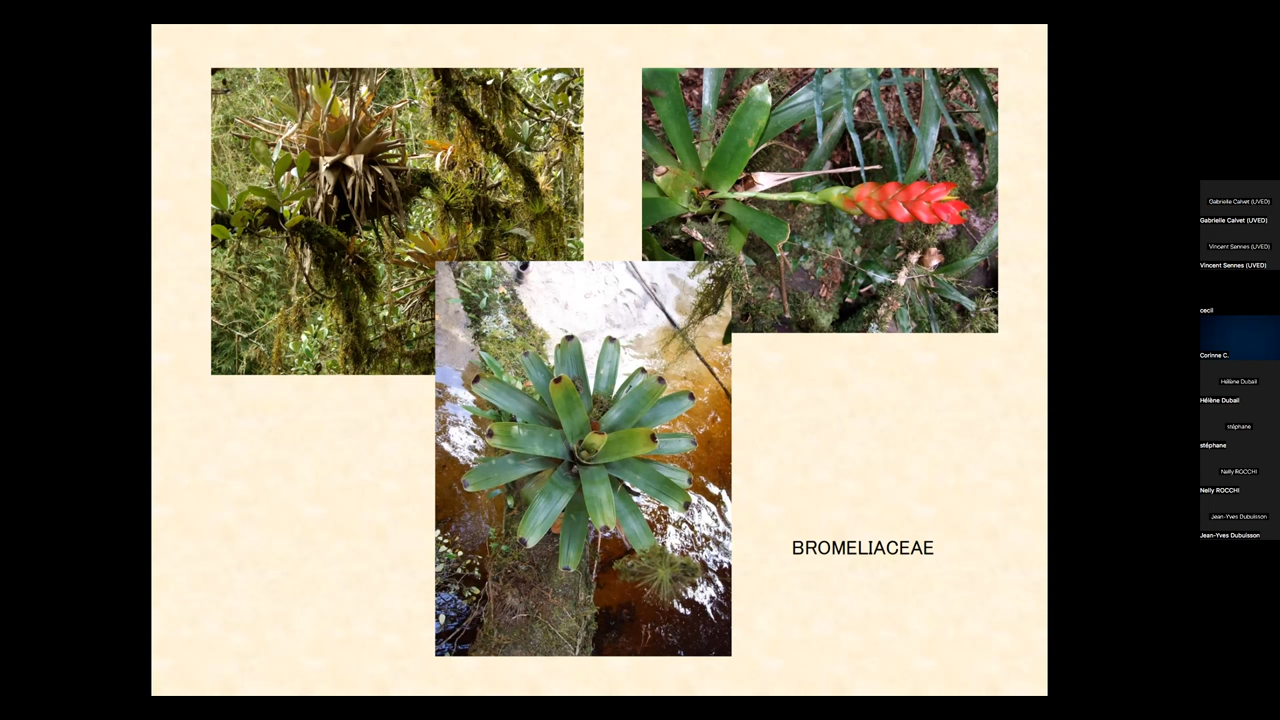 BROMELIACEAE
Gabrielle Calvet (UVED)
Gabrielle Calvet (UVED)
Vincent Sennes (UVED)
Vincent Sennes (UVED)
cecil
Corinne C.
Hélène Dubail
Hélène Dubail
stéphane
stéphane
Nelly ROCCHI
Nelly ROCCHI
Jean-Yves Dubuisson
Jean-Yves Dubuisson